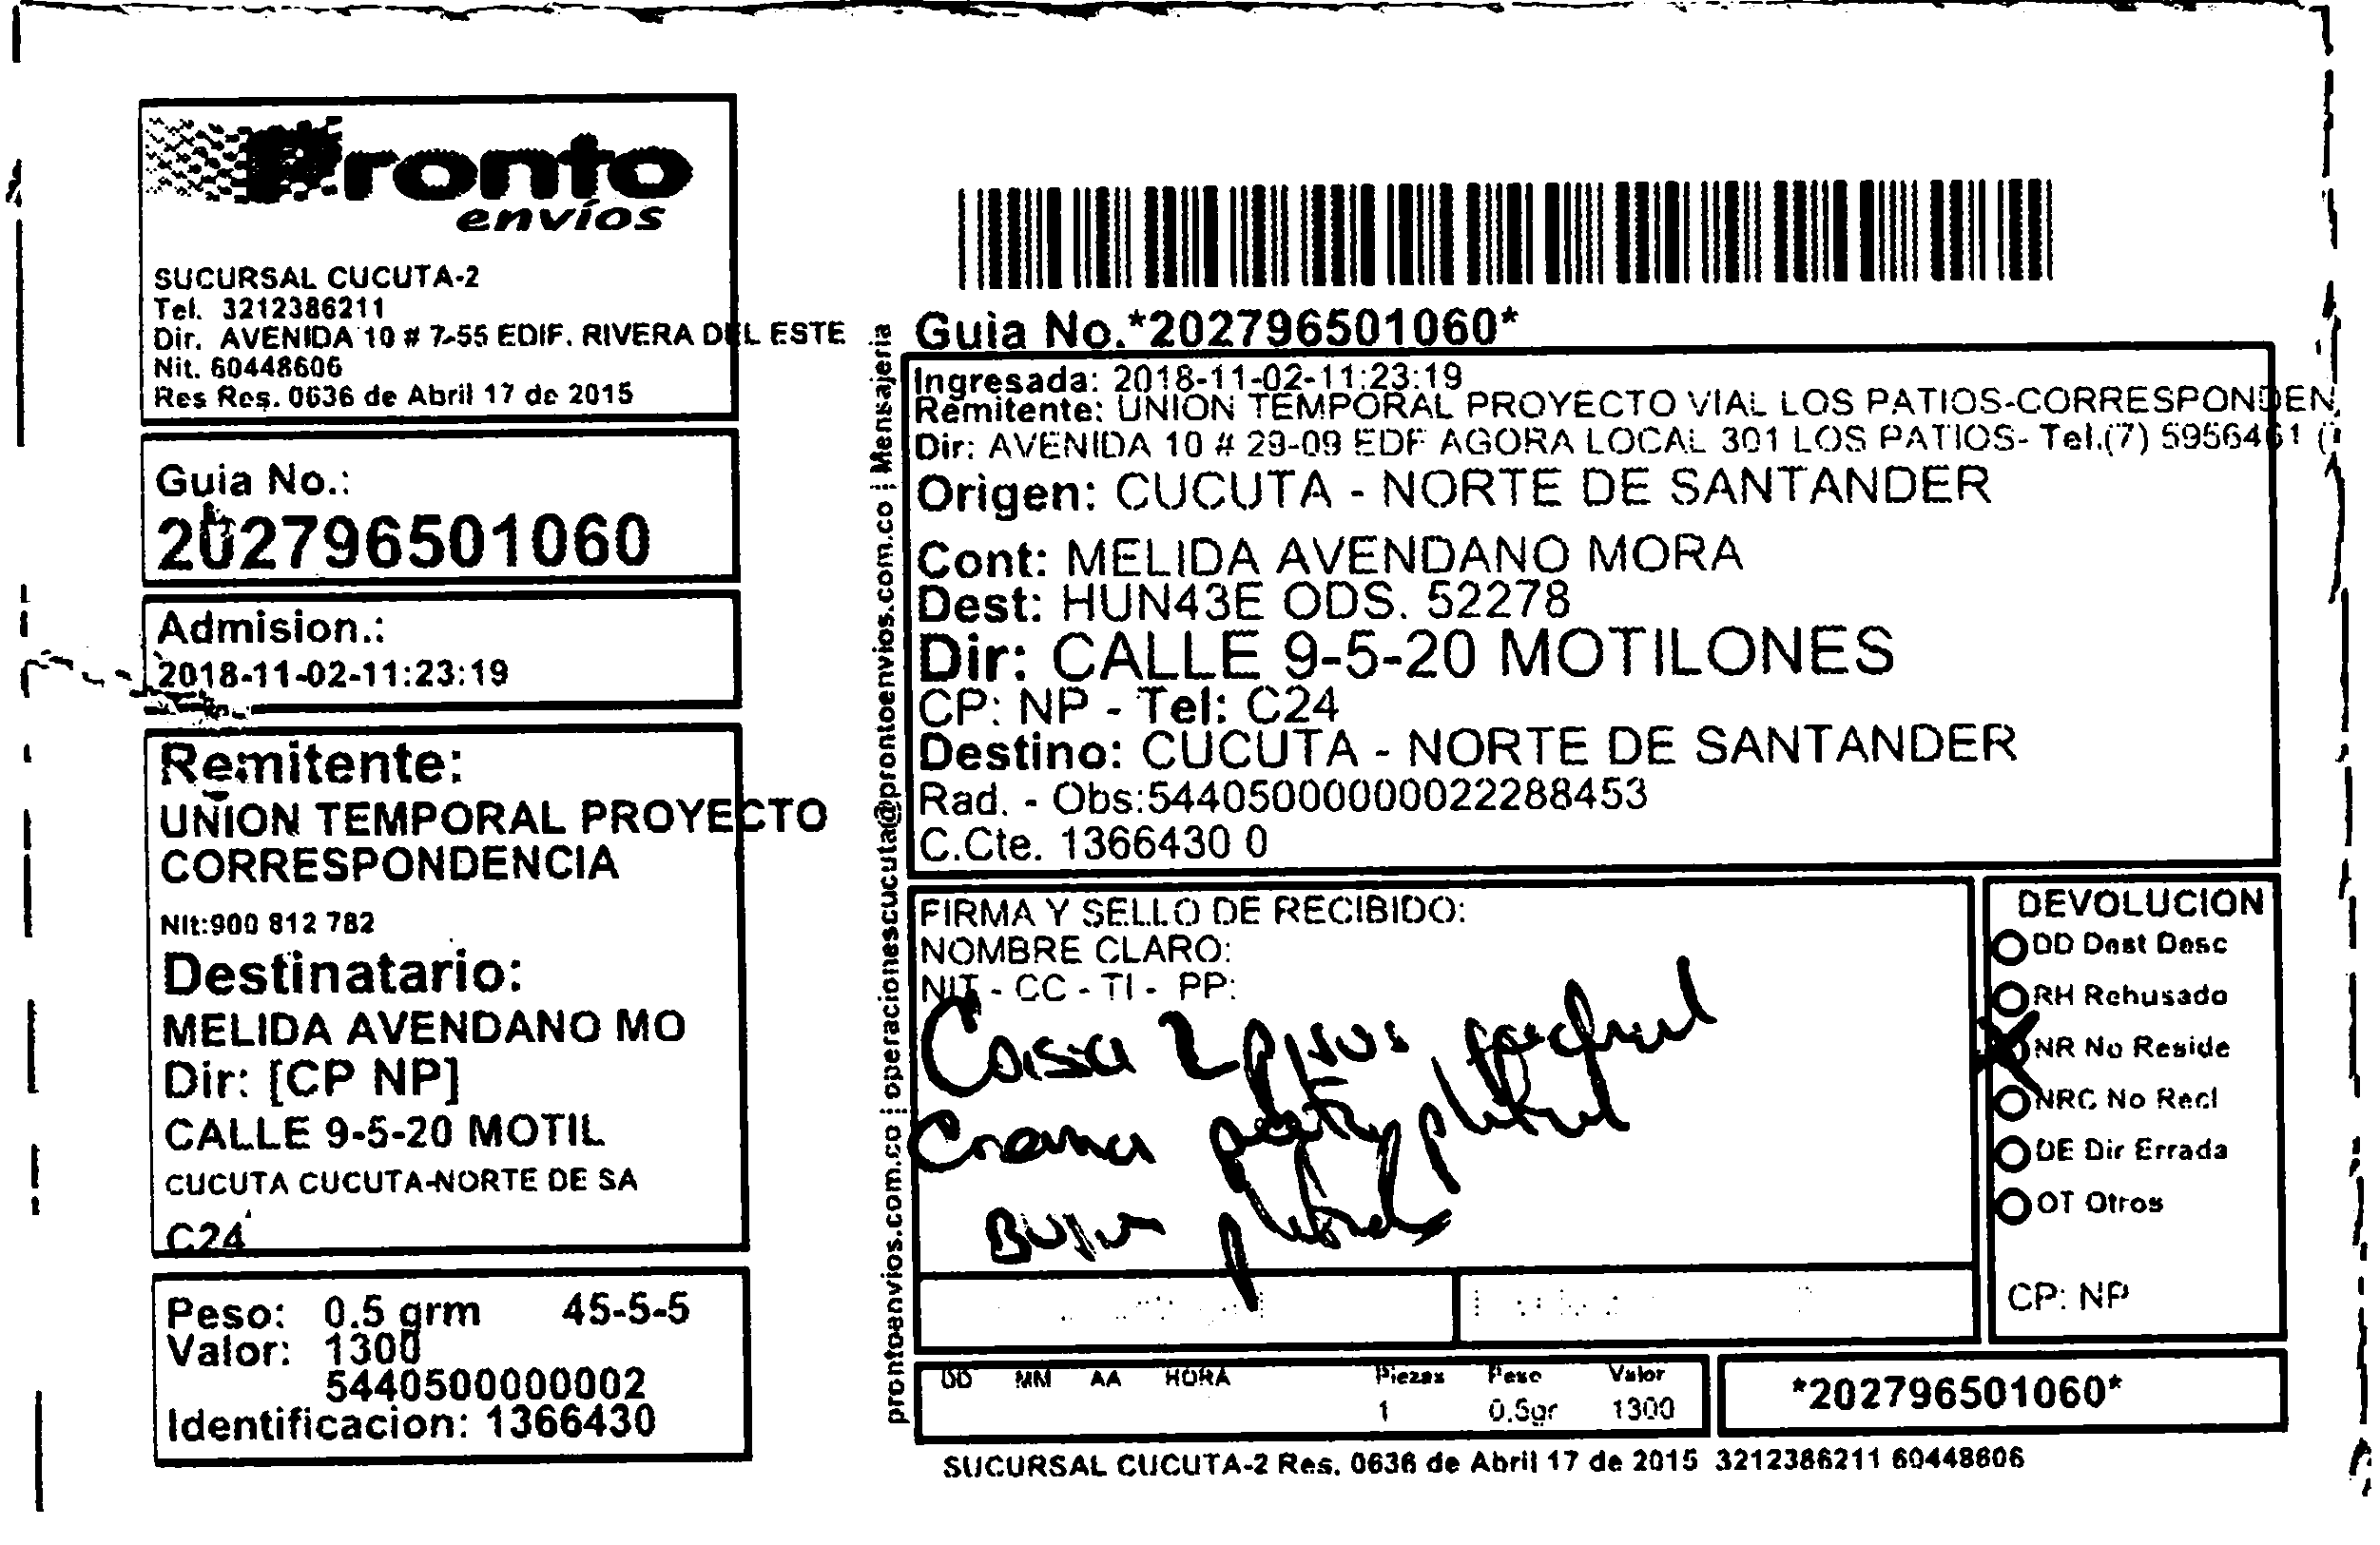 Pronto
envíos
SUCURSAL CUCUTA-2
Tel. 3212386211
Dir. AVENIDA 10 # 7-55 EDIF. RIVERA DEL ESTE
Nit. 60448606
Res Res. 0636 de Abril 17 de 2015
Guia No.:
202796501060
Admision.:
2018-11-02-11:23:19
Remitente:
UNION TEMPORAL PROYECTO
CORRESPONDENCIA
Nit:900 812 782
Destinatario:
MELIDA AVENDANO MO
Dir: [CP NP]
CALLE 9-5-20 MOTIL
CUCUTA CUCUTA-NORTE DE SA
C24
Peso: 0.5 grm 45-5-5
Valor: 1300
5440500000002
Identificacion: 1366430
prontoenvios.com.co | operacionescucuta@prontoenvios.com.co | Mensajeria
Guia No.*202796501060*
Ingresada: 2018-11-02-11:23:19
Remitente: UNION TEMPORAL PROYECTO VIAL LOS PATIOS-CORRESPONDEN
Dir: AVENIDA 10 # 29-09 EDF AGORA LOCAL 301 LOS PATIOS- Tel.(7) 5956461 (
Origen: CUCUTA - NORTE DE SANTANDER
Cont: MELIDA AVENDANO MORA
Dest: HUN43E ODS. 52278
Dir: CALLE 9-5-20 MOTILONES
CP: NP - Tel: C24
Destino: CUCUTA - NORTE DE SANTANDER
Rad. - Obs:544050000000022288453
C.Cte. 1366430 0
FIRMA Y SELLO DE RECIBIDO:
NOMBRE CLARO:
NIT - CC - TI - PP:
Casa 2 pisos
Crema
DEVOLUCION
DD Dest Desc
RH Rehusado
NR No Reside
NRC No Recl
DE Dir Errada
OT Otros
CP: NP
DD MM AA HORA Piezas Peso Valor
1 0.5gr 1300
*202796501060*
SUCURSAL CUCUTA-2 Res. 0636 de Abril 17 de 2015 3212386211 60448606